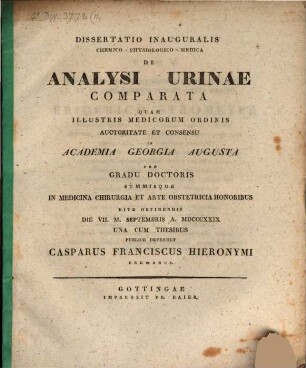 DISSERTATIO INAUGURALIS
CHEMICO-PHYSIOLOGICO-MEDICA
DE
ANALYSI URINAE
COMPARATA
QUAM
ILLUSTRIS MEDICORUM ORDINIS
AUCTORITATE ET CONSENSU
IN
ACADEMIA GEORGIA AUGUSTA
PRO
GRADU DOCTORIS
SUMMISQUE
IN MEDICINA CHIRURGIA ET ARTE OBSTETRICIA HONORIBUS
RITE OBTINENDIS
DIE VII. M. SEPTEMBRIS A. MDCCCXXIX
UNA CUM THESIBUS
PUBLICE DEFENDET
CASPARUS FRANCISCUS HIERONYMI
GOTTINGAE
IMPRESSIT FR. BAIER.